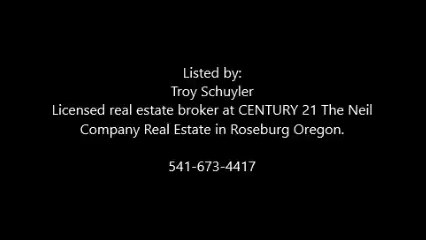 Listed by:
Troy Schuyler
Licensed real estate broker at CENTURY 21 The Neil
Company Real Estate in Roseburg Oregon.
541-673-4417